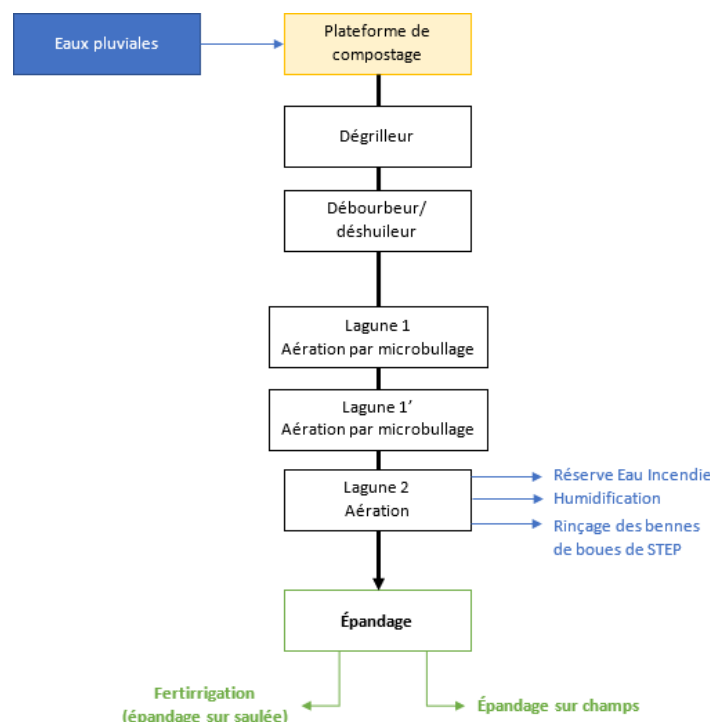 Eaux pluviales
Plateforme de
compostage
Dégrilleur
Débourbeur/
déshuileur
Lagune 1
Aération par microbullage
Lagune 1’
Aération par microbullage
Lagune 2
Aération
Réserve Eau Incendie
Humidification
Rinçage des bennes
de boues de STEP
Épandage
Fertirrigation
(épandage sur saulée)
Épandage sur champs